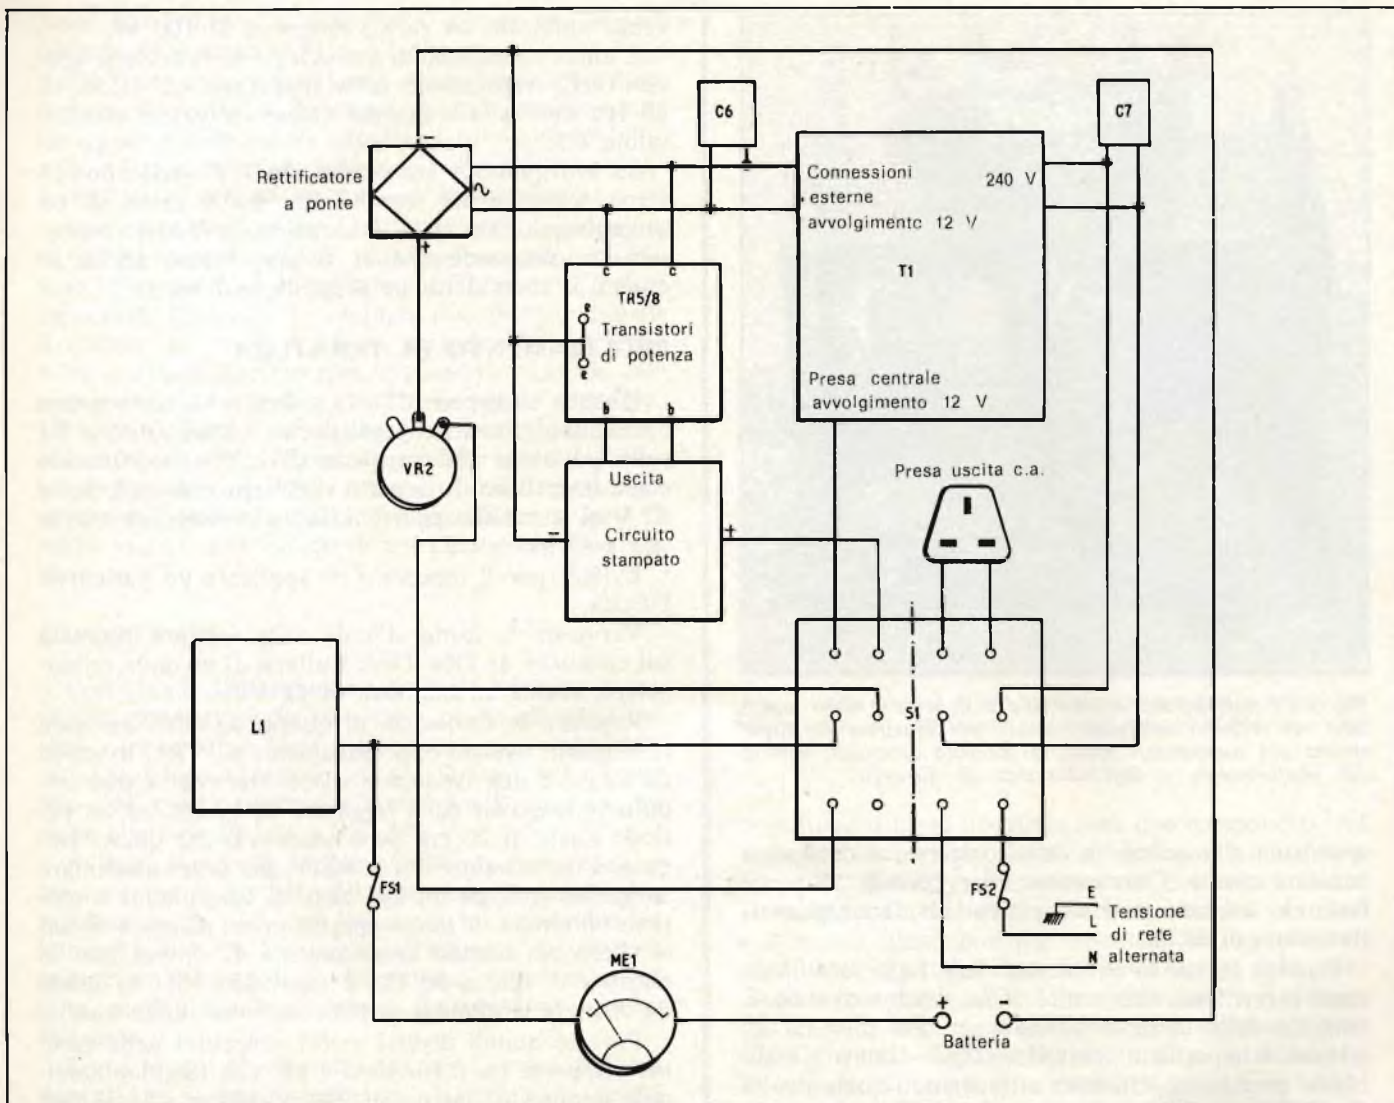 C6
C7
Rettificatore
a ponte
−
~
+
Connessioni
esterne
avvolgimento 12 V
240 V
T1
c c
TR5/8
e
Transistori
di potenza
e
b b
Presa centrale
avvolgimento 12 V
VR2
Uscita
Circuito
stampato
−
+
Presa uscita c.a.
L1
S1
FS1
FS2
E
L
N
Tensione
di rete
alternata
ME1
+
−
Batteria